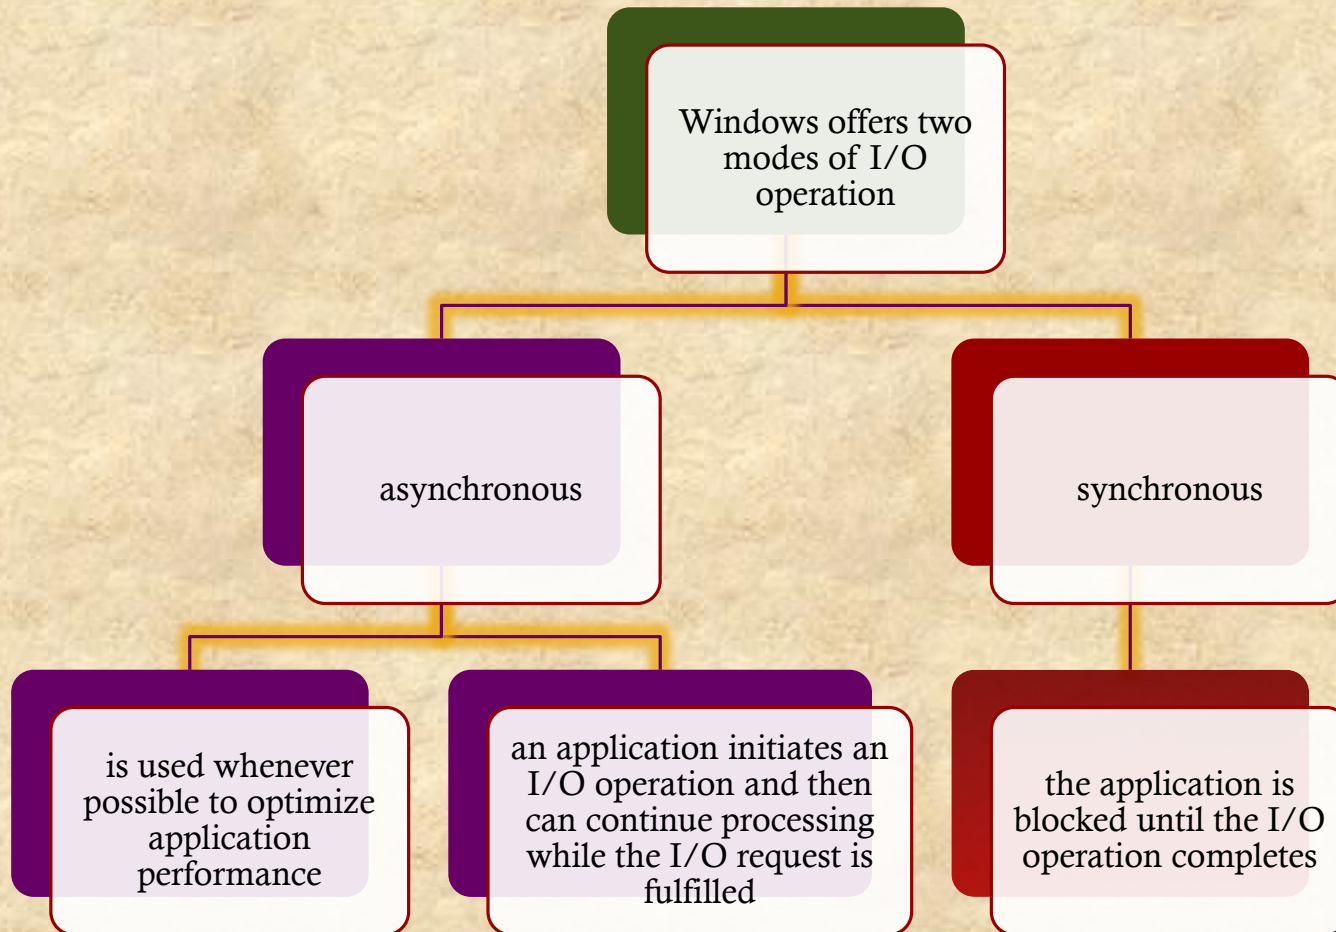 Windows offers two
modes of I/O
operation
asynchronous
synchronous
is used whenever
possible to optimize
application
performance
an application initiates an
I/O operation and then
can continue processing
while the I/O request is
fulfilled
the application is
blocked until the I/O
operation completes